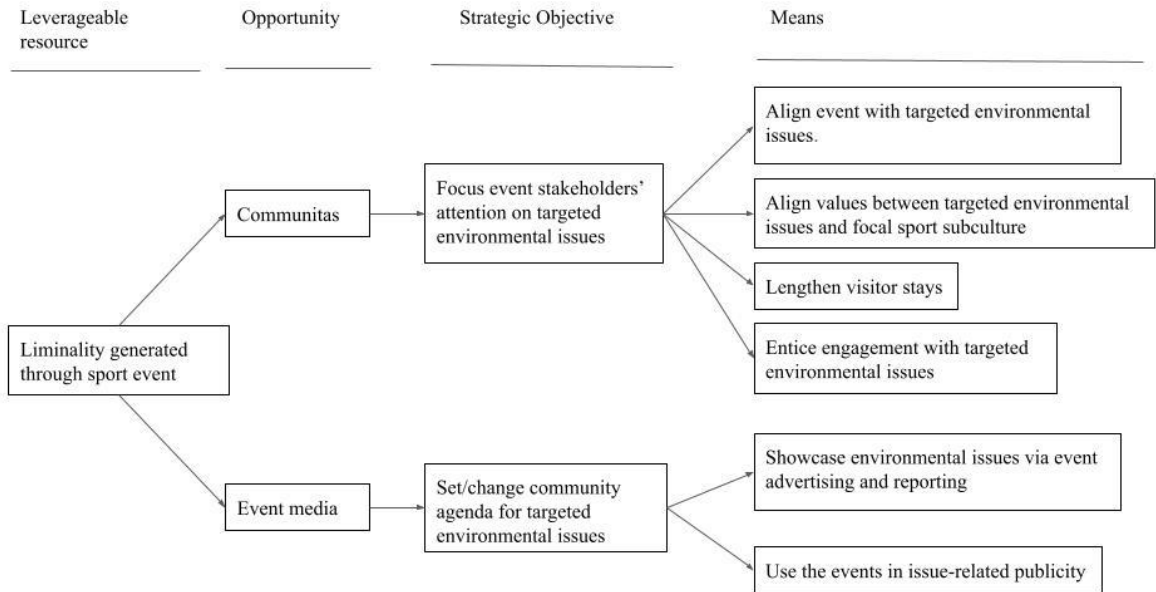 Leverageable
resource
Opportunity
Strategic Objective
Means
Liminality generated
through sport event
Communitas
Focus event stakeholders’
attention on targeted
environmental issues
Align event with targeted environmental
issues.
Align values between targeted environmental
issues and focal sport subculture
Lengthen visitor stays
Entice engagement with targeted
environmental issues
Event media
Set/change community
agenda for targeted
environmental issues
Showcase environmental issues via event
advertising and reporting
Use the events in issue-related publicity